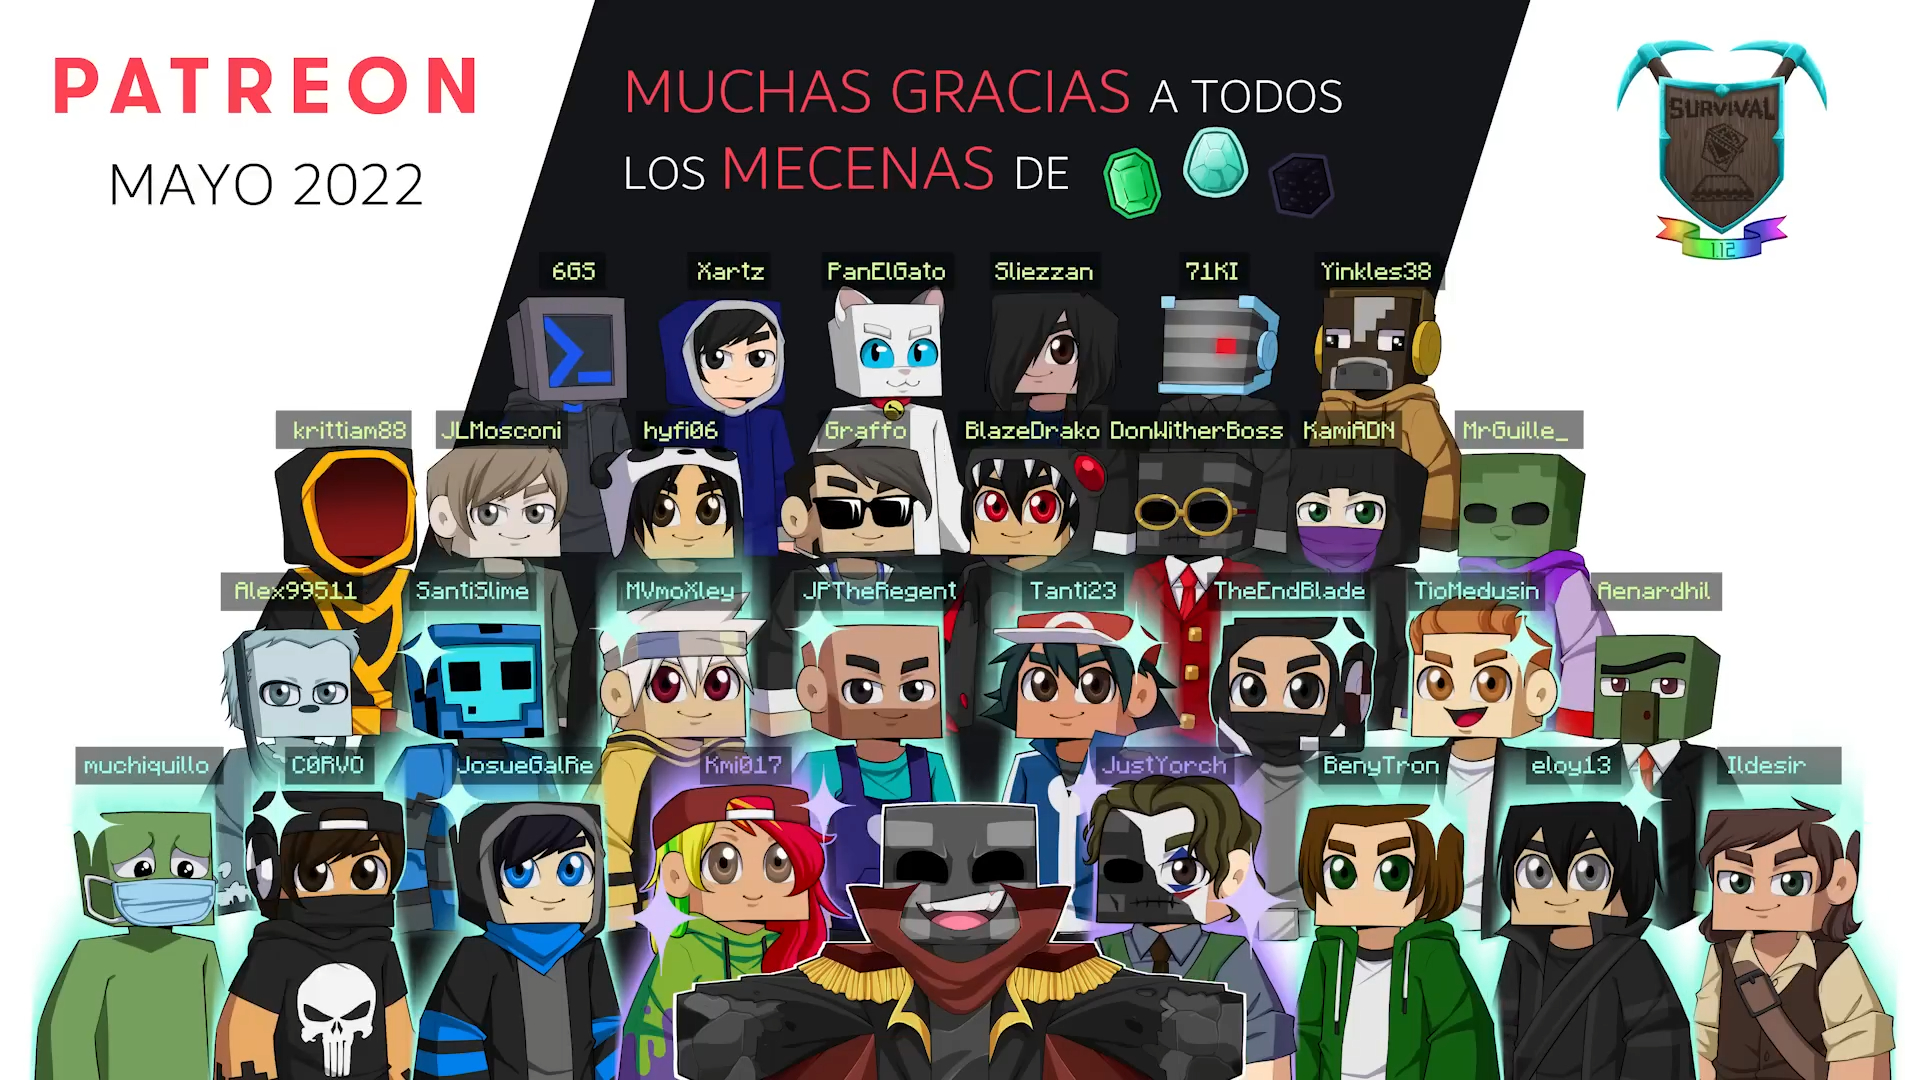 PATREON
MAYO 2022
MUCHAS GRACIAS A TODOS
LOS MECENAS DE
SURVIVAL
1.12
6GS Xartz PanElGato Sliezzan 71KI Yinkles38
krittiam88 JLMosconi hyfi06 Graffo BlazeDrako DonWitherBoss KamiADN MrGuille_
Alex99511 SantiSlime MVmoXley JPTheRegent Tanti23 TheEndBlade TioMedusin Aenardhil
muchiquillo C0RVO JosueGalRe Kmi017 JustYorch BenyTron eloy13 Ildesir